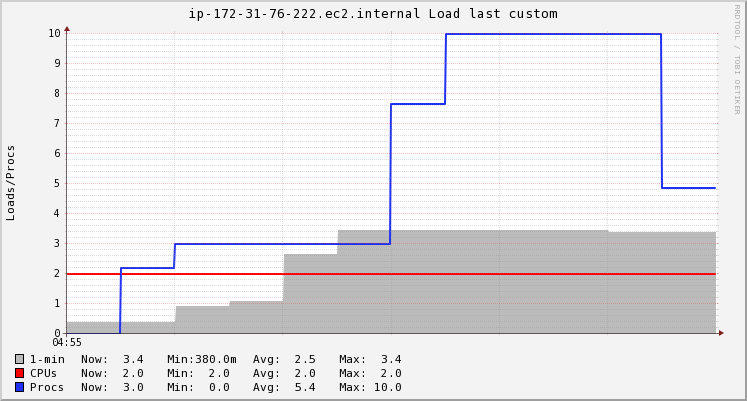 ip-172-31-76-222.ec2.internal Load last custom
RRDTOOL / TOBI OETIKER
Loads/Procs
10
9
8
7
6
5
4
3
2
1
0
04:55
1-min Now: 3.4 Min:380.0m Avg: 2.5 Max: 3.4
CPUs Now: 2.0 Min: 2.0 Avg: 2.0 Max: 2.0
Procs Now: 3.0 Min: 0.0 Avg: 5.4 Max: 10.0